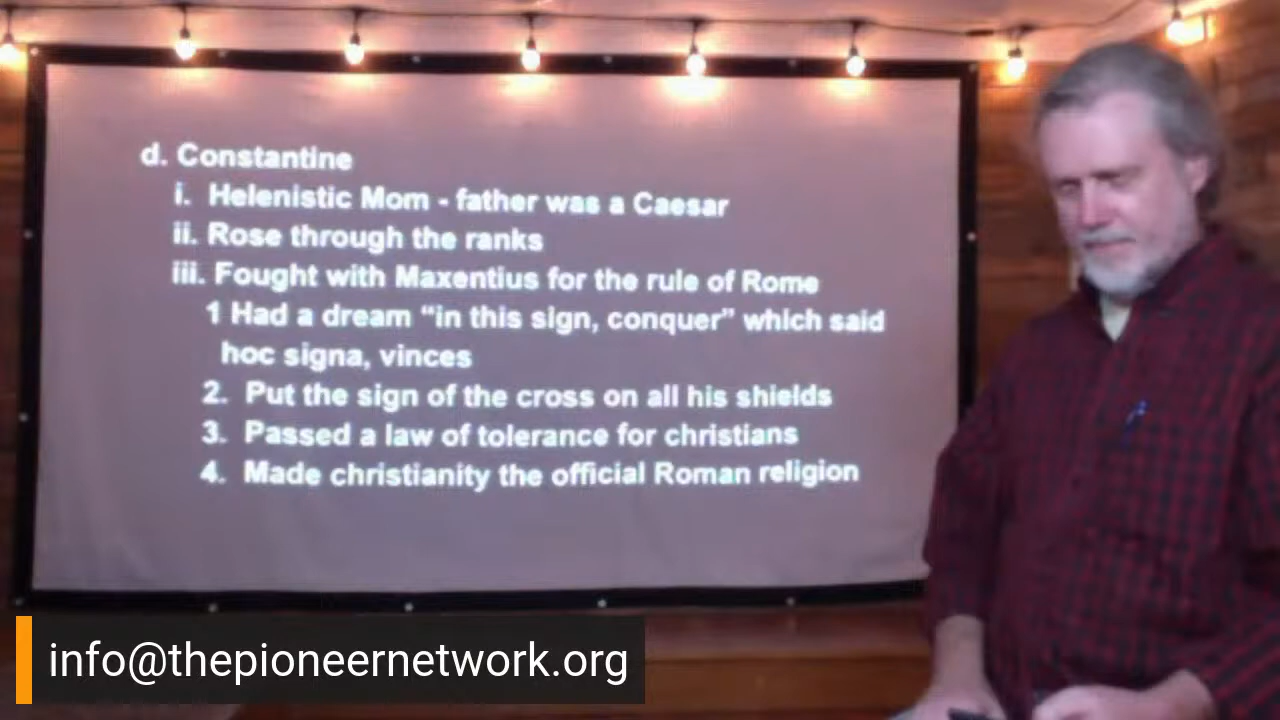 d. Constantine
i. Helenistic Mom - father was a Caesar
ii. Rose through the ranks
iii. Fought with Maxentius for the rule of Rome
1 Had a dream “in this sign, conquer” which said
hoc signa, vinces
2. Put the sign of the cross on all his shields
3. Passed a law of tolerance for christians
4. Made christianity the official Roman religion
info@thepioneernetwork.org